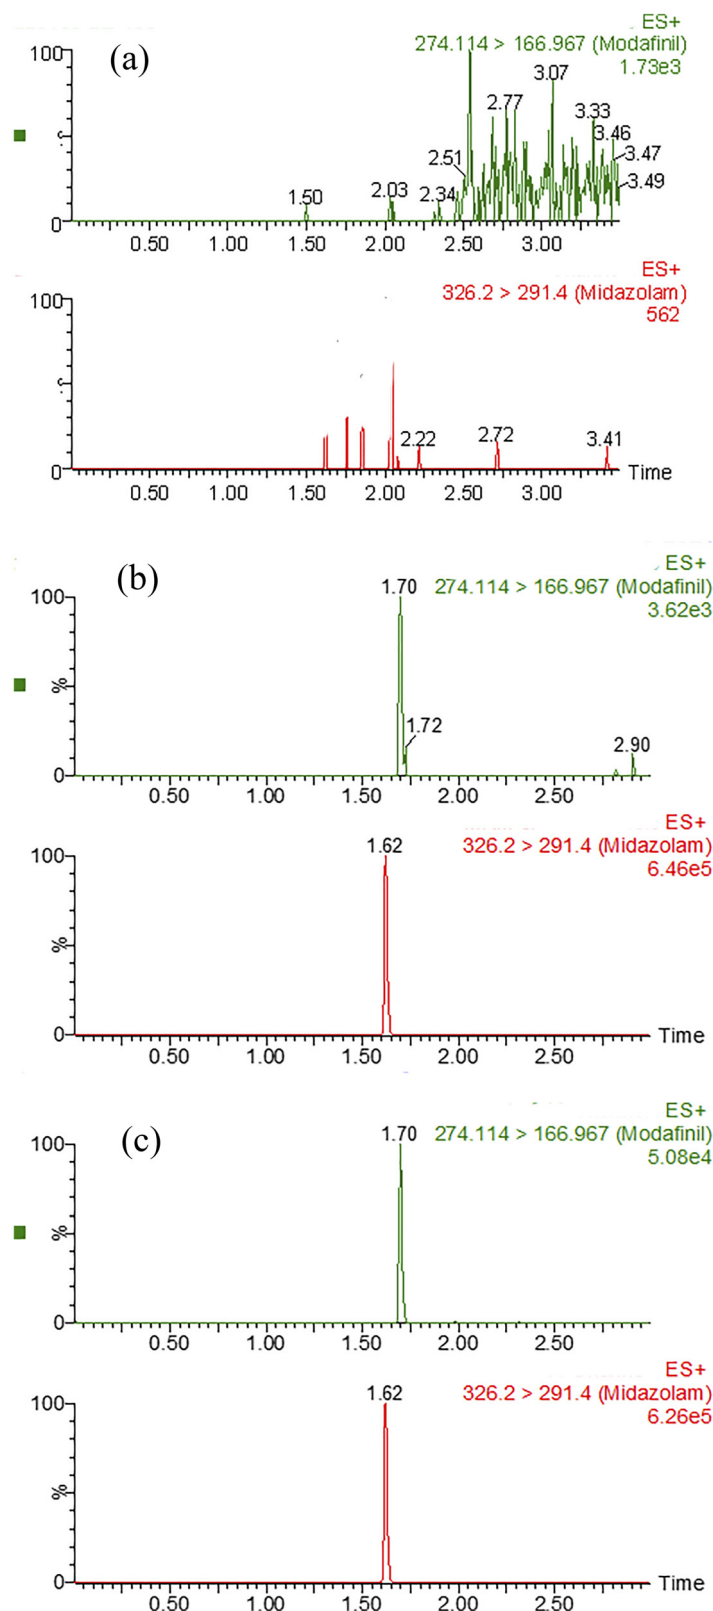 (a)
ES+
274.114 > 166.967 (Modafinil)
1.73e3
100
0
1.50
2.03
2.34
2.51
2.77
3.07
3.33
3.46
3.47
3.49
0.50 1.00 1.50 2.00 2.50 3.00
ES+
326.2 > 291.4 (Midazolam)
562
100
0
2.22
2.72
3.41
Time
0.50 1.00 1.50 2.00 2.50 3.00
(b)
ES+
1.70 274.114 > 166.967 (Modafinil)
3.62e3
100
%
0
1.72
2.90
0.50 1.00 1.50 2.00 2.50
ES+
1.62 326.2 > 291.4 (Midazolam)
6.46e5
100
%
0
Time
0.50 1.00 1.50 2.00 2.50
(c)
ES+
1.70 274.114 > 166.967 (Modafinil)
5.08e4
100
%
0
0.50 1.00 1.50 2.00 2.50
ES+
1.62 326.2 > 291.4 (Midazolam)
6.26e5
100
%
0
Time
0.50 1.00 1.50 2.00 2.50